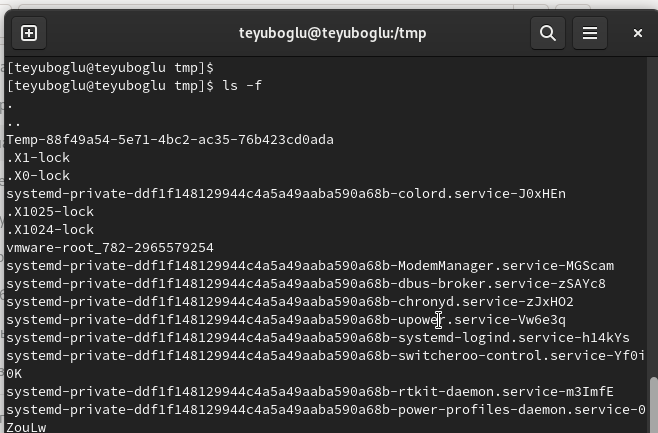 teyuboglu@teyuboglu:/tmp
[teyuboglu@teyuboglu tmp]$
[teyuboglu@teyuboglu tmp]$ ls -f
.
..
Temp-88f49a54-5e71-4bc2-ac35-76b423cd0ada
.X1-lock
.X0-lock
systemd-private-ddf1f148129944c4a5a49aaba590a68b-colord.service-J0xHEn
.X1025-lock
.X1024-lock
vmware-root_782-2965579254
systemd-private-ddf1f148129944c4a5a49aaba590a68b-ModemManager.service-MGScam
systemd-private-ddf1f148129944c4a5a49aaba590a68b-dbus-broker.service-zSAYc8
systemd-private-ddf1f148129944c4a5a49aaba590a68b-chronyd.service-zJxHO2
systemd-private-ddf1f148129944c4a5a49aaba590a68b-upower.service-Vw6e3q
systemd-private-ddf1f148129944c4a5a49aaba590a68b-systemd-logind.service-h14kYs
systemd-private-ddf1f148129944c4a5a49aaba590a68b-switcheroo-control.service-Yf0i
0K
systemd-private-ddf1f148129944c4a5a49aaba590a68b-rtkit-daemon.service-m3ImfE
systemd-private-ddf1f148129944c4a5a49aaba590a68b-power-profiles-daemon.service-0
ZouLw